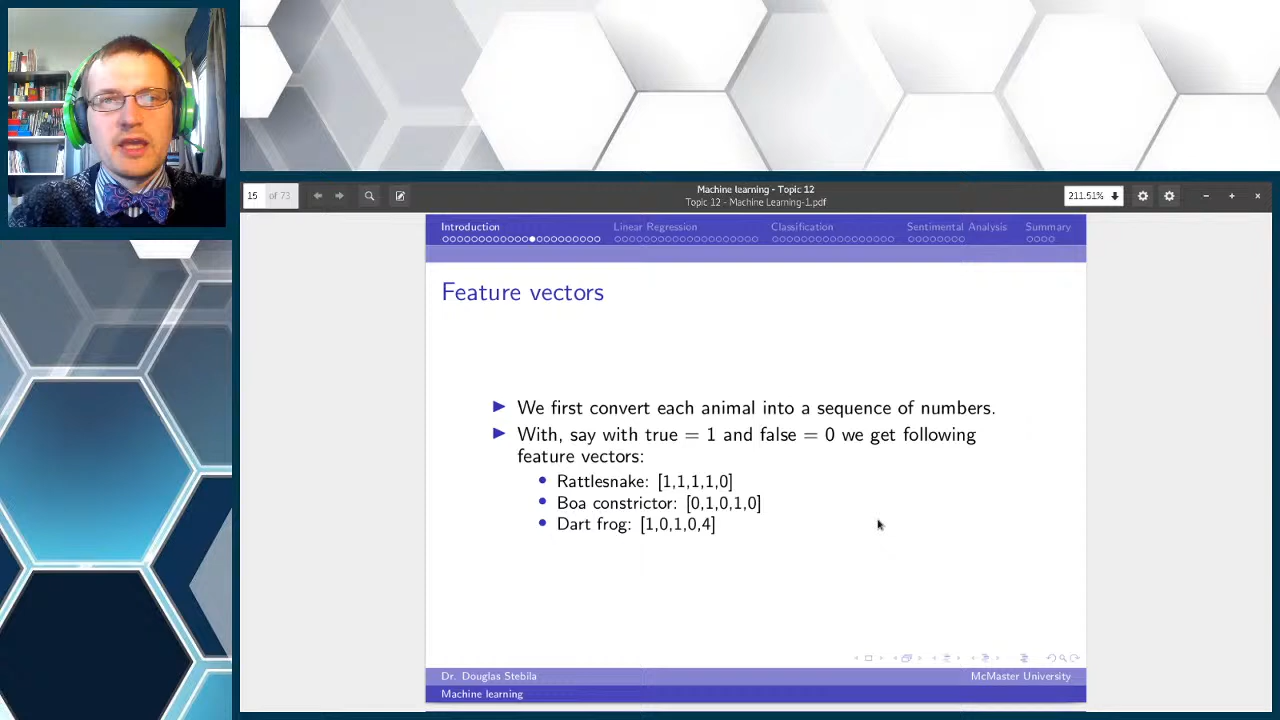 15 of 73
Machine learning - Topic 12
Topic 12 - Machine Learning-1.pdf
211.51%
Introduction Linear Regression Classification Sentimental Analysis Summary
Feature vectors
We first convert each animal into a sequence of numbers.
With, say with true = 1 and false = 0 we get following
feature vectors:
Rattlesnake: [1,1,1,1,0]
Boa constrictor: [0,1,0,1,0]
Dart frog: [1,0,1,0,4]
Dr. Douglas Stebila McMaster University
Machine learning